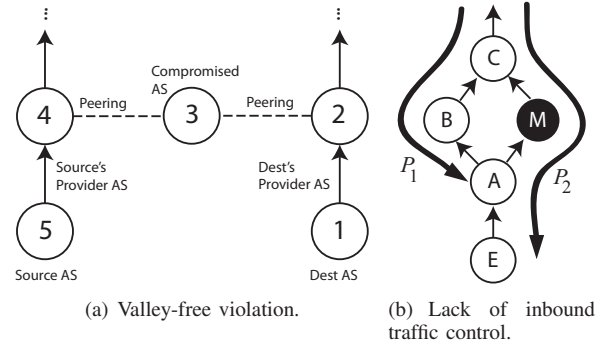 ⋮
⋮
Compromised
AS
4
Peering
3
Peering
2
Source's
Provider AS
Dest's
Provider AS
5
1
Source AS
Dest AS
(a) Valley-free violation.
C
B
M
P1
A
P2
E
(b) Lack of inbound
traffic control.